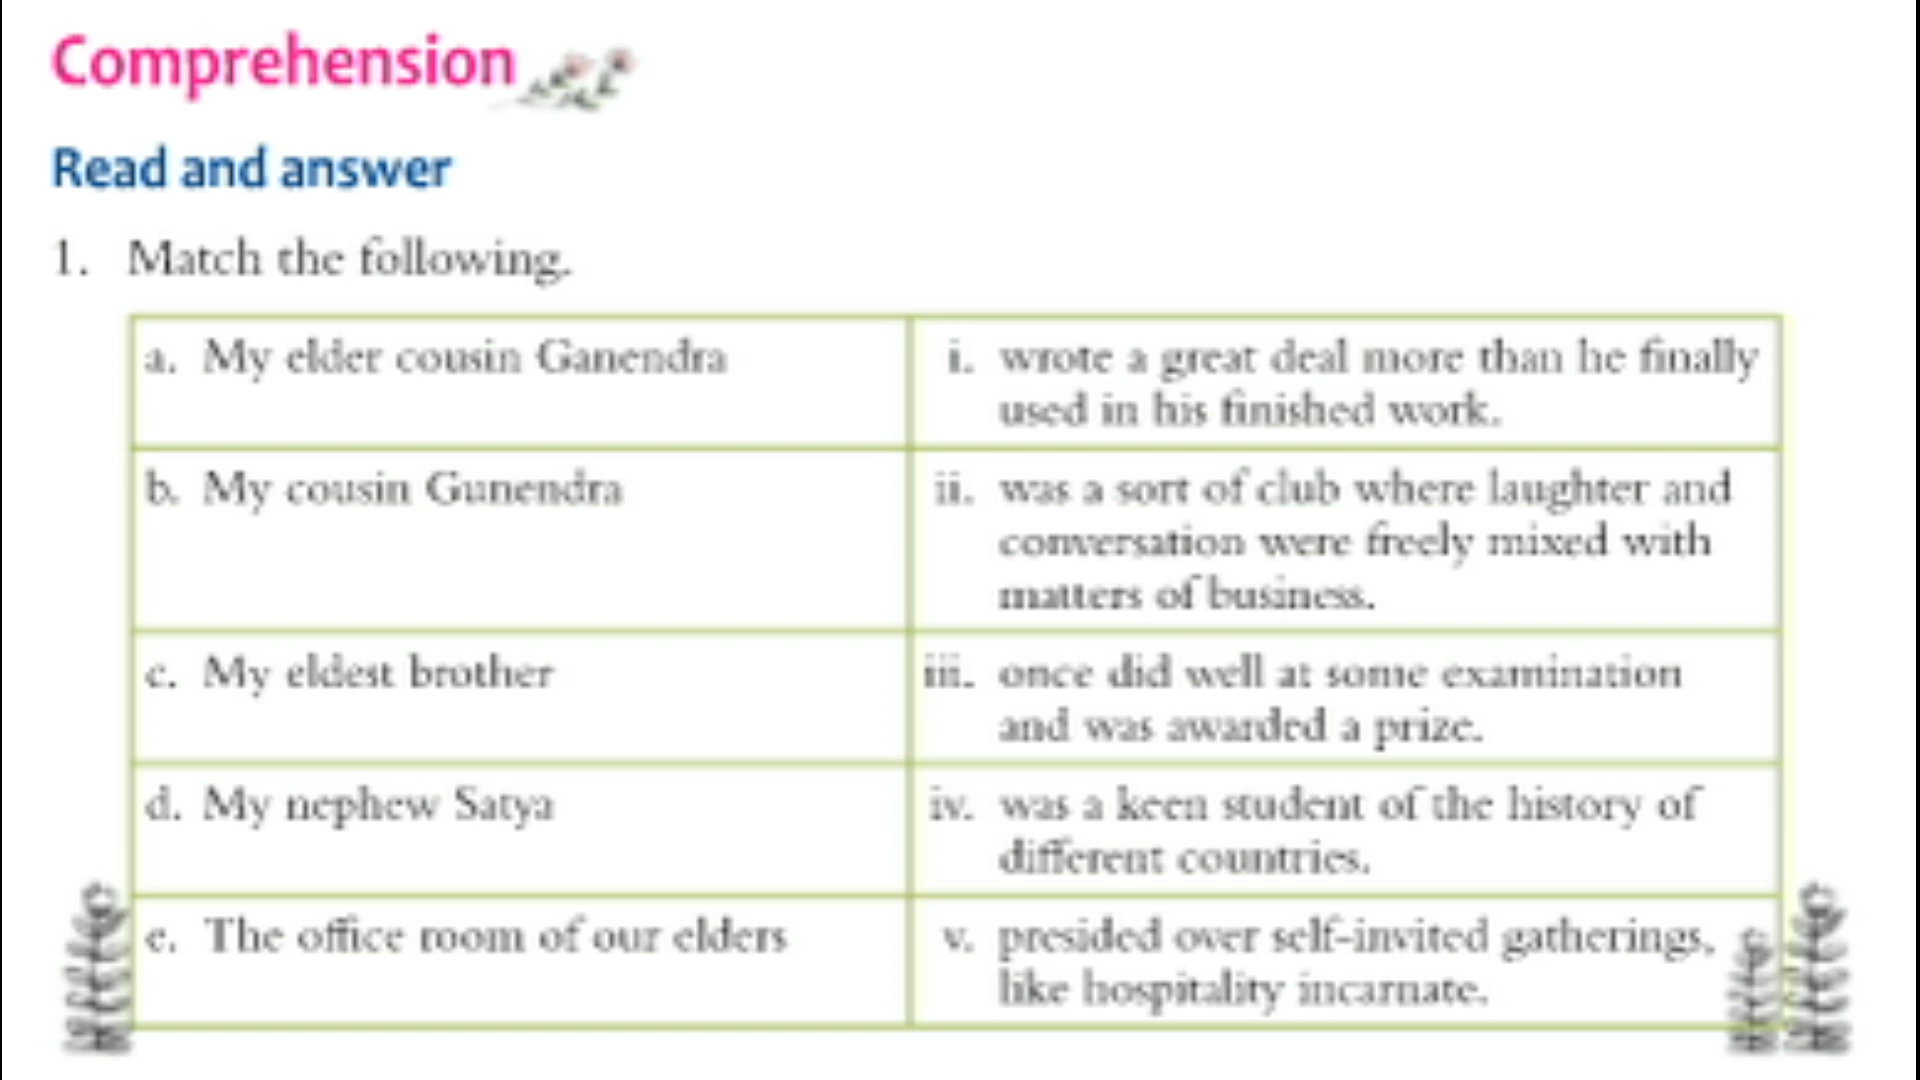 Comprehension
Read and answer
1. Match the following.
a. My elder cousin Ganendra
i. wrote a great deal more than he finally
used in his finished work.
b. My cousin Gunendra
ii. was a sort of club where laughter and
conversation were freely mixed with
matters of business.
c. My eldest brother
iii. once did well at some examination
and was awarded a prize.
d. My nephew Satya
iv. was a keen student of the history of
different countries.
e. The office room of our elders
v. presided over self-invited gatherings,
like hospitality incarnate.